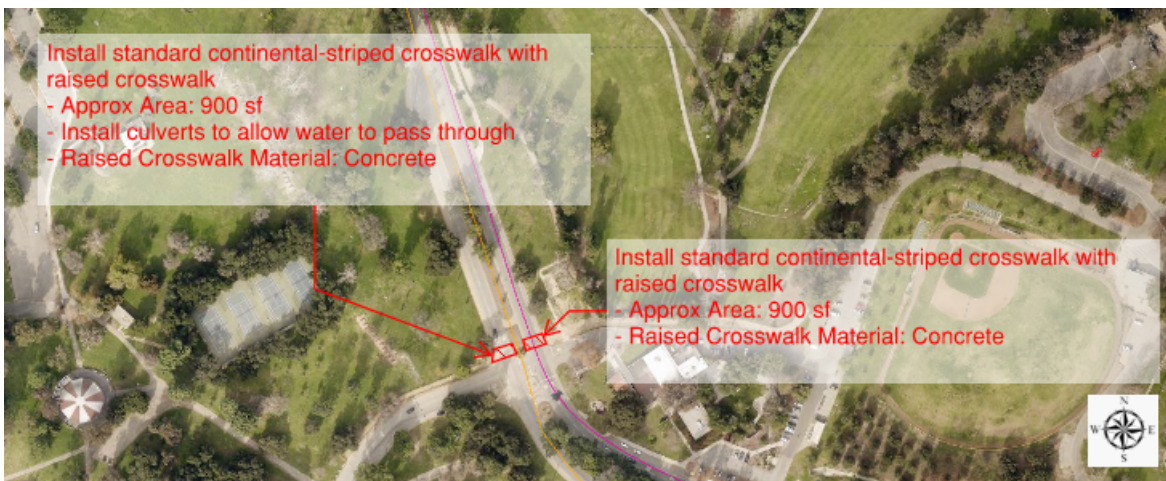 Install standard continental-striped crosswalk with
raised crosswalk
- Approx Area: 900 sf
- Install culverts to allow water to pass through
- Raised Crosswalk Material: Concrete
Install standard continental-striped crosswalk with
raised crosswalk
- Approx Area: 900 sf
- Raised Crosswalk Material: Concrete
N
W E
S